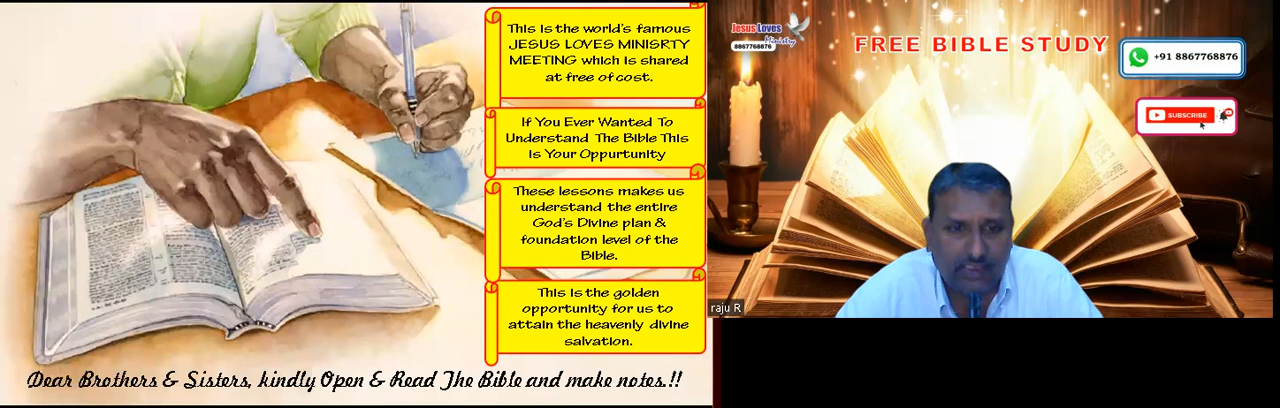 This is the world's famous
JESUS LOVES MINISRTY
MEETING which is shared
at free of cost.
If You Ever Wanted To
Understand The Bible This
is Your Oppurtunity
These lessons makes us
understand the entire
God's Divine plan &
foundation level of the
Bible.
This is the golden
opportunity for us to
attain the heavenly divine
salvation.
Dear Brothers & Sisters, kindly Open & Read The Bible and make notes.!!
Jesus Loves
Ministry
8867768876
FREE BIBLE STUDY
+91 8867768876
SUBSCRIBE
raju R